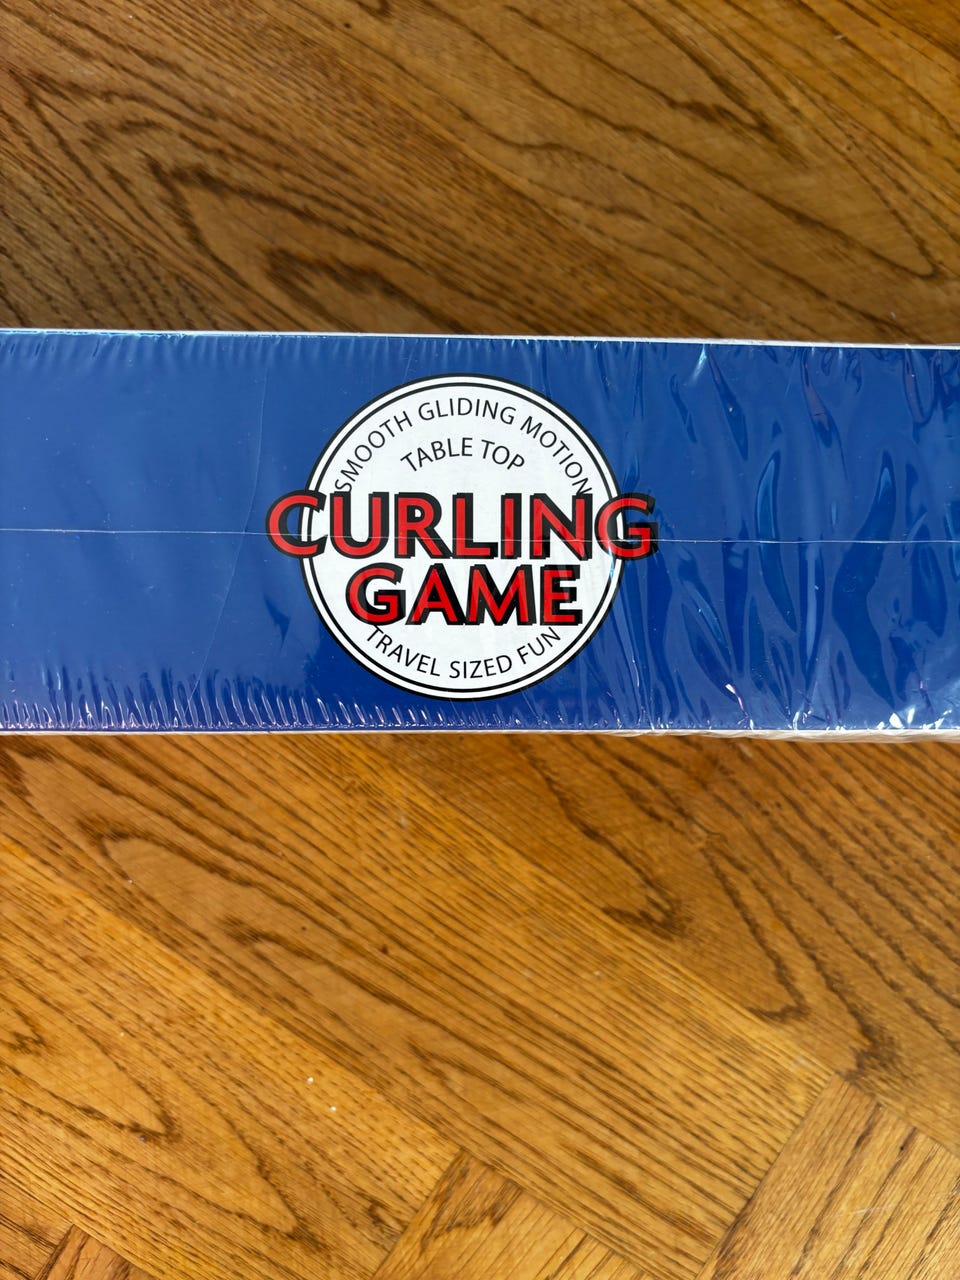 SMOOTH GLIDING MOTION
TABLE TOP
CURLING
GAME
TRAVEL SIZED FUN